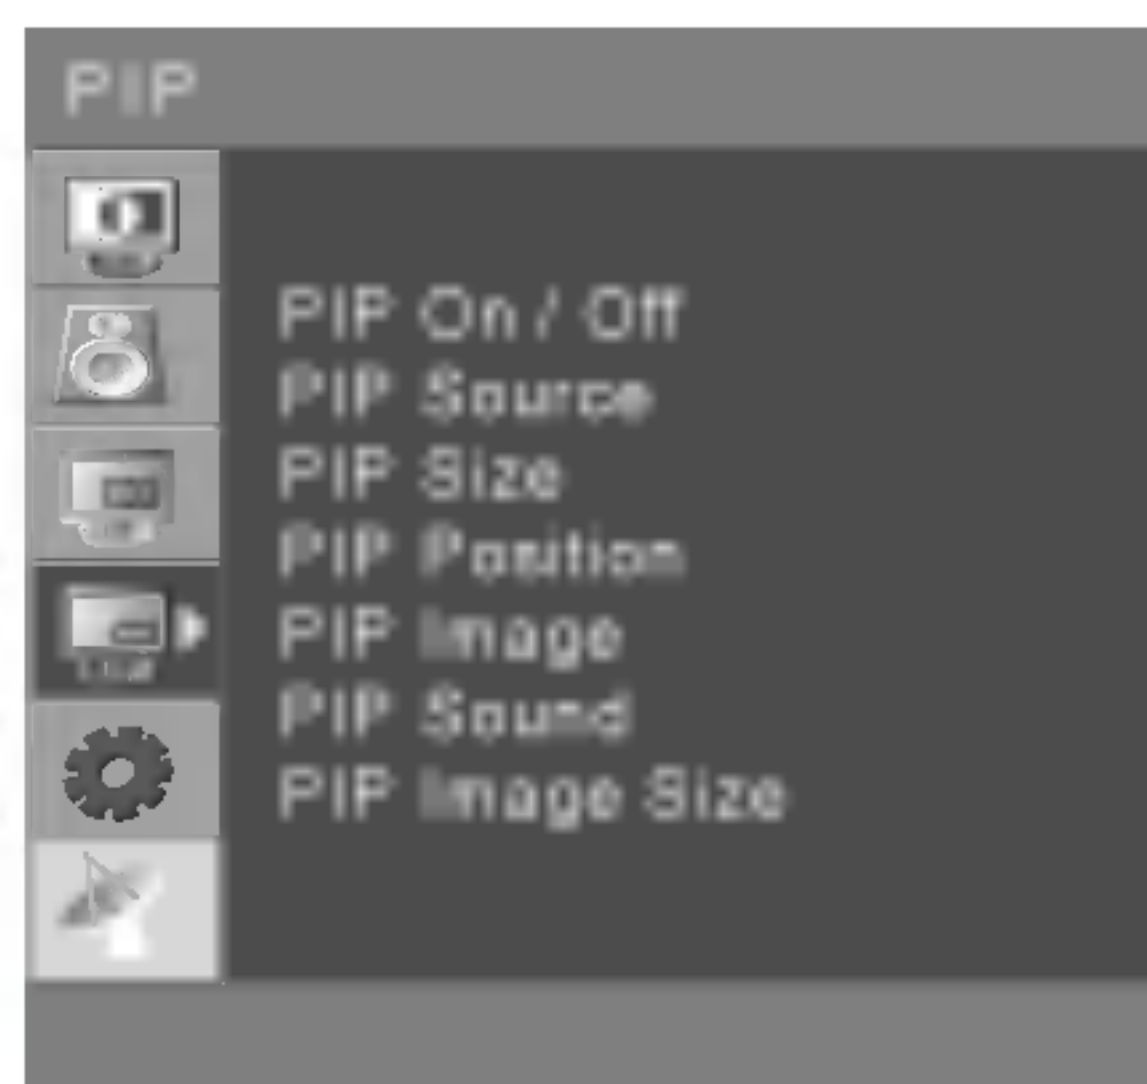 PIP
PIP On / Off
PIP Source
PIP Size
PIP Position
PIP Image
PIP Sound
PIP Image Size